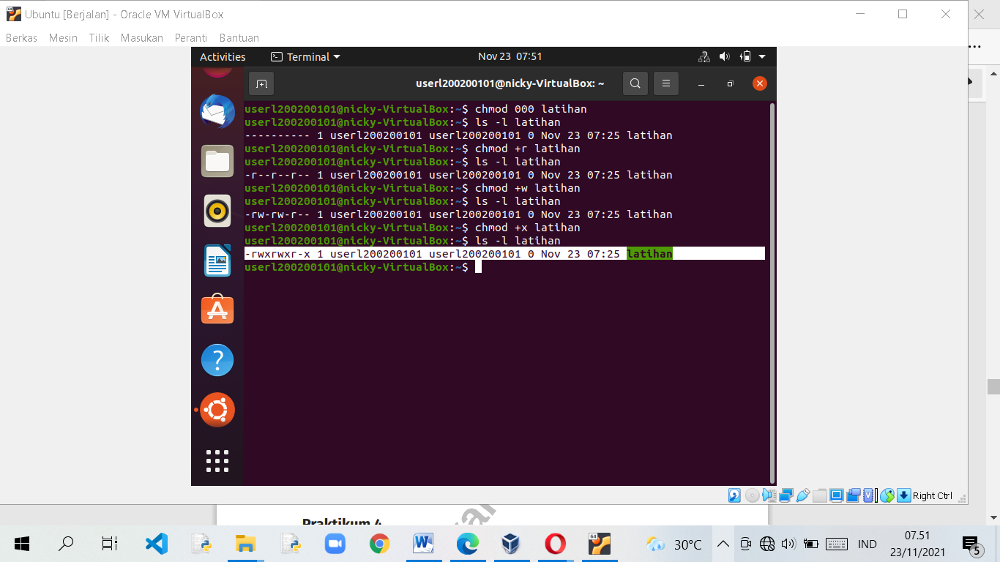 Ubuntu [Berjalan] - Oracle VM VirtualBox
Berkas Mesin Tilik Masukan Peranti Bantuan
Activities Terminal Nov 23 07:51
userl200200101@nicky-VirtualBox: ~
userl200200101@nicky-VirtualBox:~$ chmod 000 latihan
userl200200101@nicky-VirtualBox:~$ ls -l latihan
---------- 1 userl200200101 userl200200101 0 Nov 23 07:25 latihan
userl200200101@nicky-VirtualBox:~$ chmod +r latihan
userl200200101@nicky-VirtualBox:~$ ls -l latihan
-r--r--r-- 1 userl200200101 userl200200101 0 Nov 23 07:25 latihan
userl200200101@nicky-VirtualBox:~$ chmod +w latihan
userl200200101@nicky-VirtualBox:~$ ls -l latihan
-rw-rw-r-- 1 userl200200101 userl200200101 0 Nov 23 07:25 latihan
userl200200101@nicky-VirtualBox:~$ chmod +x latihan
userl200200101@nicky-VirtualBox:~$ ls -l latihan
-rwxrwxr-x 1 userl200200101 userl200200101 0 Nov 23 07:25 latihan
userl200200101@nicky-VirtualBox:~$
Right Ctrl
Praktikum 4
30°C IND 07.51
23/11/2021 5